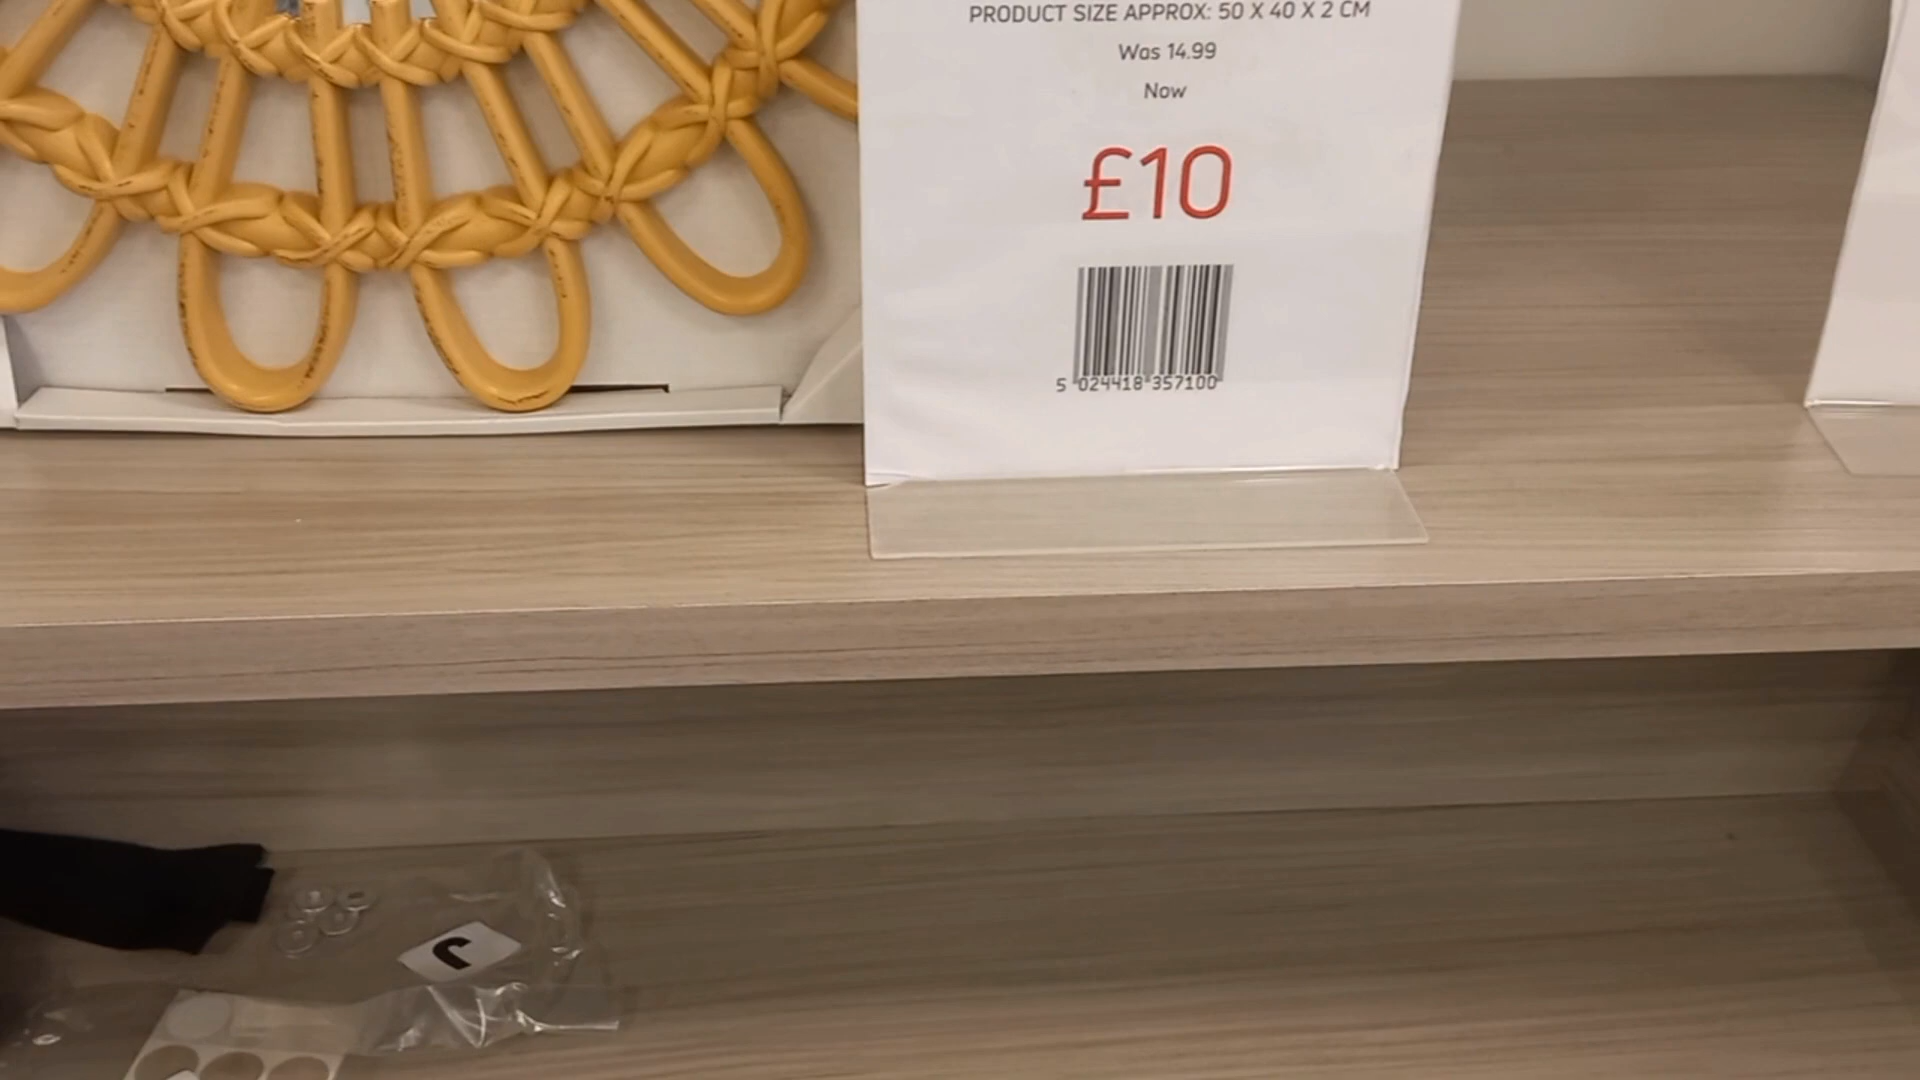 PRODUCT SIZE APPROX: 50 X 40 X 2 CM
Was 14.99
Now
£10
5 024418 357100
J